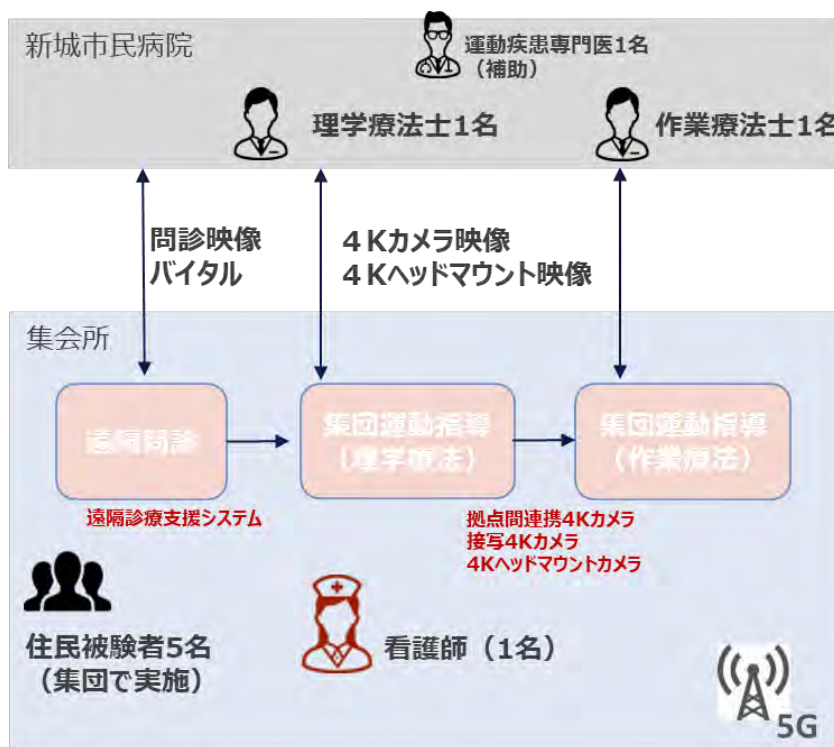 新城市民病院
運動疾患専門医1名
（補助）
理学療法士1名
作業療法士1名
問診映像
バイタル
４Kカメラ映像
４Kヘッドマウント映像
集会所
遠隔問診
集団運動指導
（理学療法）
集団運動指導
（作業療法）
遠隔診療支援システム
拠点間連携4Kカメラ
接写4Kカメラ
4Kヘッドマウントカメラ
住民被験者5名
（集団で実施）
看護師（1名）
5G